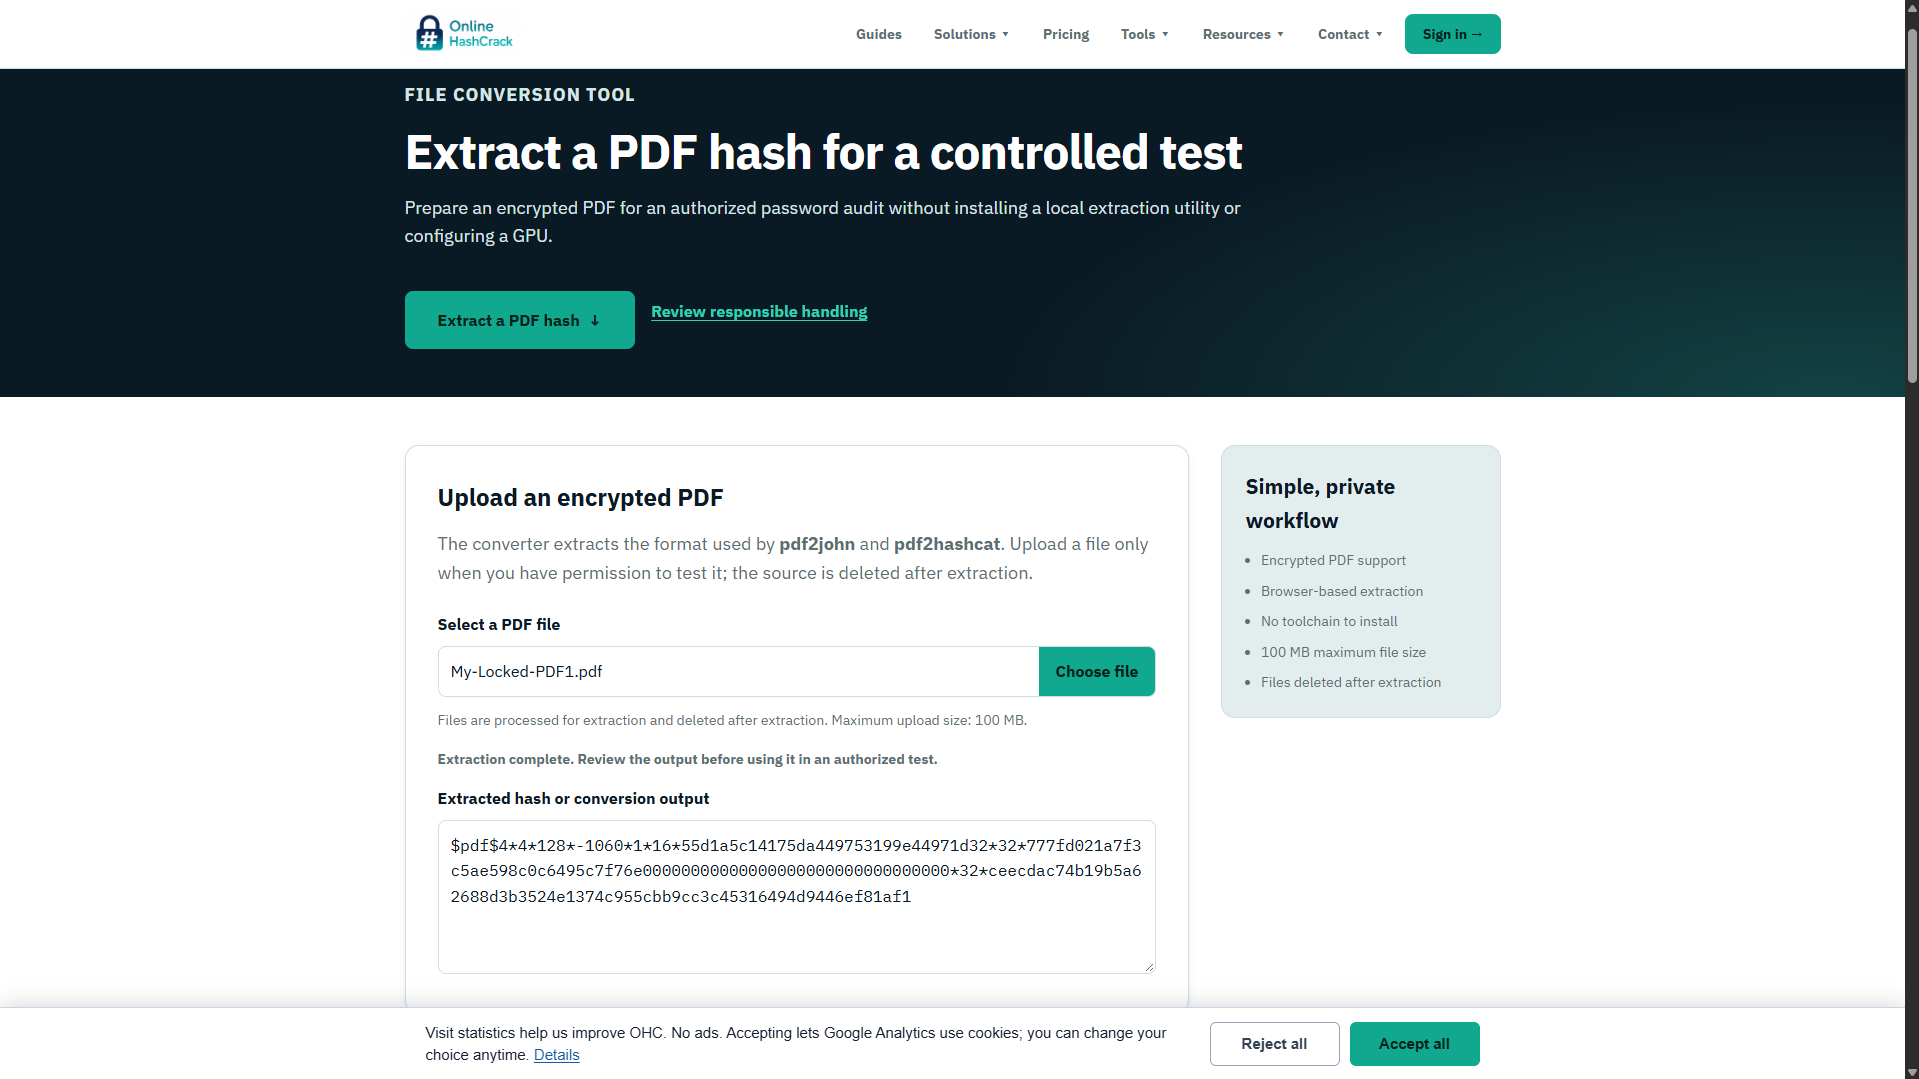 Online
HashCrack
Guides
Solutions ▼
Pricing
Tools ▼
Resources ▼
Contact ▼
Sign in →
FILE CONVERSION TOOL
Extract a PDF hash for a controlled test
Prepare an encrypted PDF for an authorized password audit without installing a local extraction utility or
configuring a GPU.
Extract a PDF hash ↓
Review responsible handling
Upload an encrypted PDF
The converter extracts the format used by pdf2john and pdf2hashcat. Upload a file only
when you have permission to test it; the source is deleted after extraction.
Select a PDF file
My-Locked-PDF1.pdf
Choose file
Files are processed for extraction and deleted after extraction. Maximum upload size: 100 MB.
Extraction complete. Review the output before using it in an authorized test.
Extracted hash or conversion output
$pdf$4*4*128*-1060*1*16*55d1a5c14175da449753199e44971d32*32*777fd021a7f3
c5ae598c0c6495c7f76e00000000000000000000000000000000*32*ceecdac74b19b5a6
2688d3b3524e1374c955cbb9cc3c45316494d9446ef81af1
Simple, private
workflow
• Encrypted PDF support
• Browser-based extraction
• No toolchain to install
• 100 MB maximum file size
• Files deleted after extraction
Visit statistics help us improve OHC. No ads. Accepting lets Google Analytics use cookies; you can change your
choice anytime. Details
Reject all
Accept all